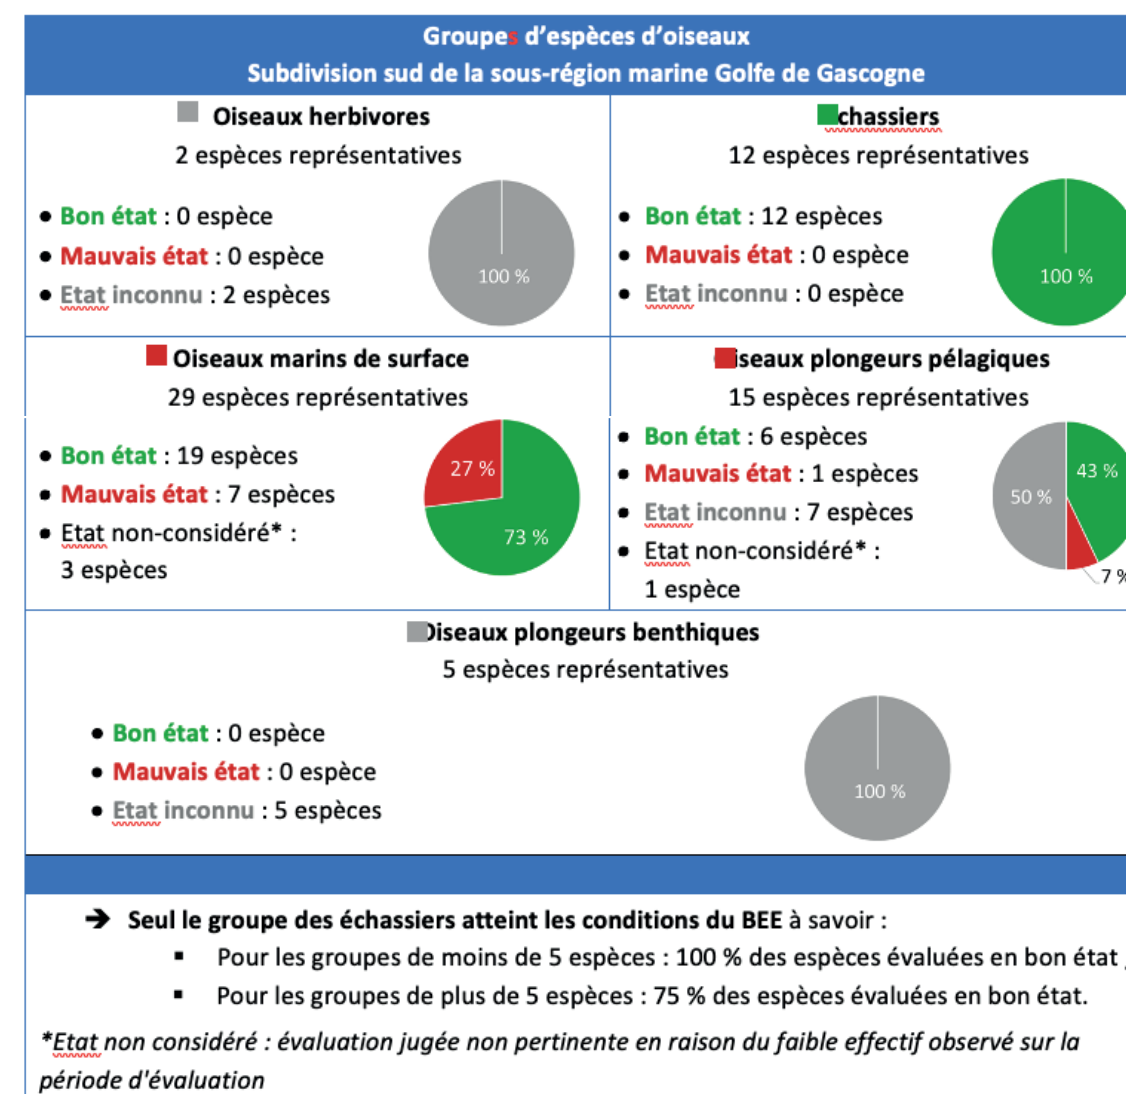 Groupes d'espèces d'oiseaux
Subdivision sud de la sous-région marine Golfe de Gascogne
Oiseaux herbivores
2 espèces représentatives
• Bon état : 0 espèce
• Mauvais état : 0 espèce
• Etat inconnu : 2 espèces
100 %
chassiers
12 espèces représentatives
• Bon état : 12 espèces
• Mauvais état : 0 espèce
• Etat inconnu : 0 espèce
100 %
Oiseaux marins de surface
29 espèces représentatives
• Bon état : 19 espèces
• Mauvais état : 7 espèces
• Etat non-considéré* :
3 espèces
27 %
73 %
iseaux plongeurs pélagiques
15 espèces représentatives
• Bon état : 6 espèces
• Mauvais état : 1 espèces
• Etat inconnu : 7 espèces
• Etat non-considéré* :
1 espèce
43 %
50 %
7 %
Oiseaux plongeurs benthiques
5 espèces représentatives
• Bon état : 0 espèce
• Mauvais état : 0 espèce
• Etat inconnu : 5 espèces
100 %
➔ Seul le groupe des échassiers atteint les conditions du BEE à savoir :
▪ Pour les groupes de moins de 5 espèces : 100 % des espèces évaluées en bon état
▪ Pour les groupes de plus de 5 espèces : 75 % des espèces évaluées en bon état.
*Etat non considéré : évaluation jugée non pertinente en raison du faible effectif observé sur la
période d'évaluation